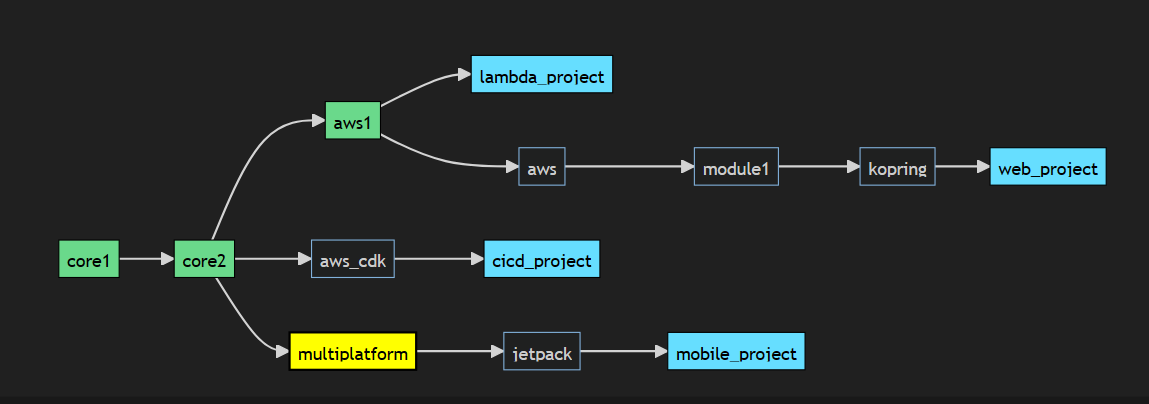 lambda_project
aws1
aws
module1
kopring
web_project
core1
core2
aws_cdk
cicd_project
multiplatform
jetpack
mobile_project